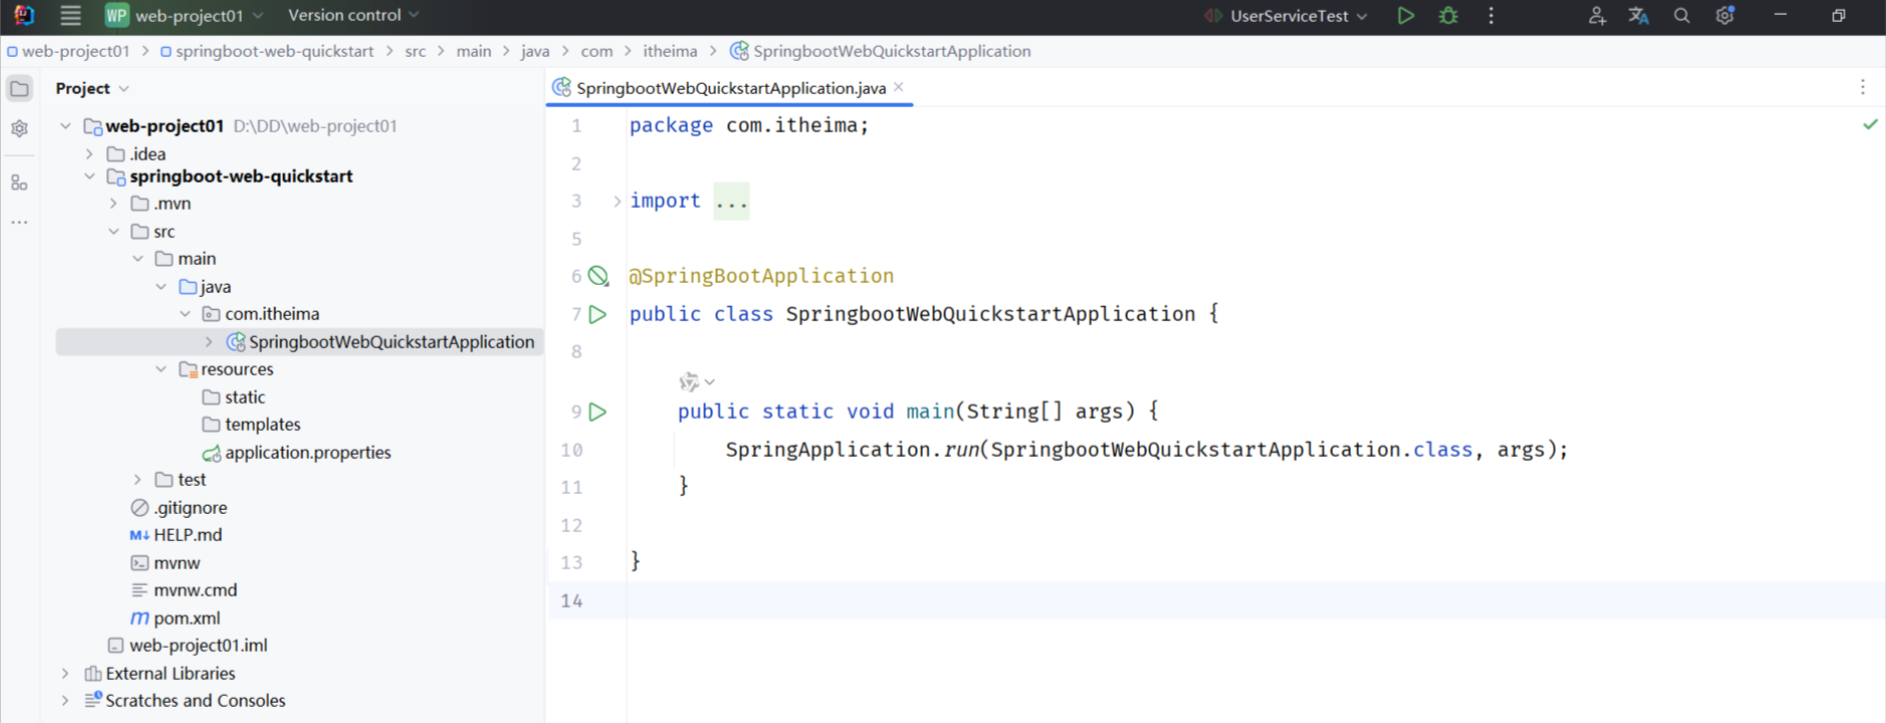 WP web-project01 Version control UserServiceTest
web-project01 springboot-web-quickstart src main java com itheima SpringbootWebQuickstartApplication
Project
web-project01 D:\DD\web-project01
.idea
springboot-web-quickstart
.mvn
src
main
java
com.itheima
SpringbootWebQuickstartApplication
resources
static
templates
application.properties
test
.gitignore
M↓ HELP.md
mvnw
mvnw.cmd
m pom.xml
web-project01.iml
External Libraries
Scratches and Consoles
SpringbootWebQuickstartApplication.java
1 package com.itheima;
2
3 import ...
5
6 @SpringBootApplication
7 public class SpringbootWebQuickstartApplication {
8
9 public static void main(String[] args) {
10 SpringApplication.run(SpringbootWebQuickstartApplication.class, args);
11 }
12
13 }
14